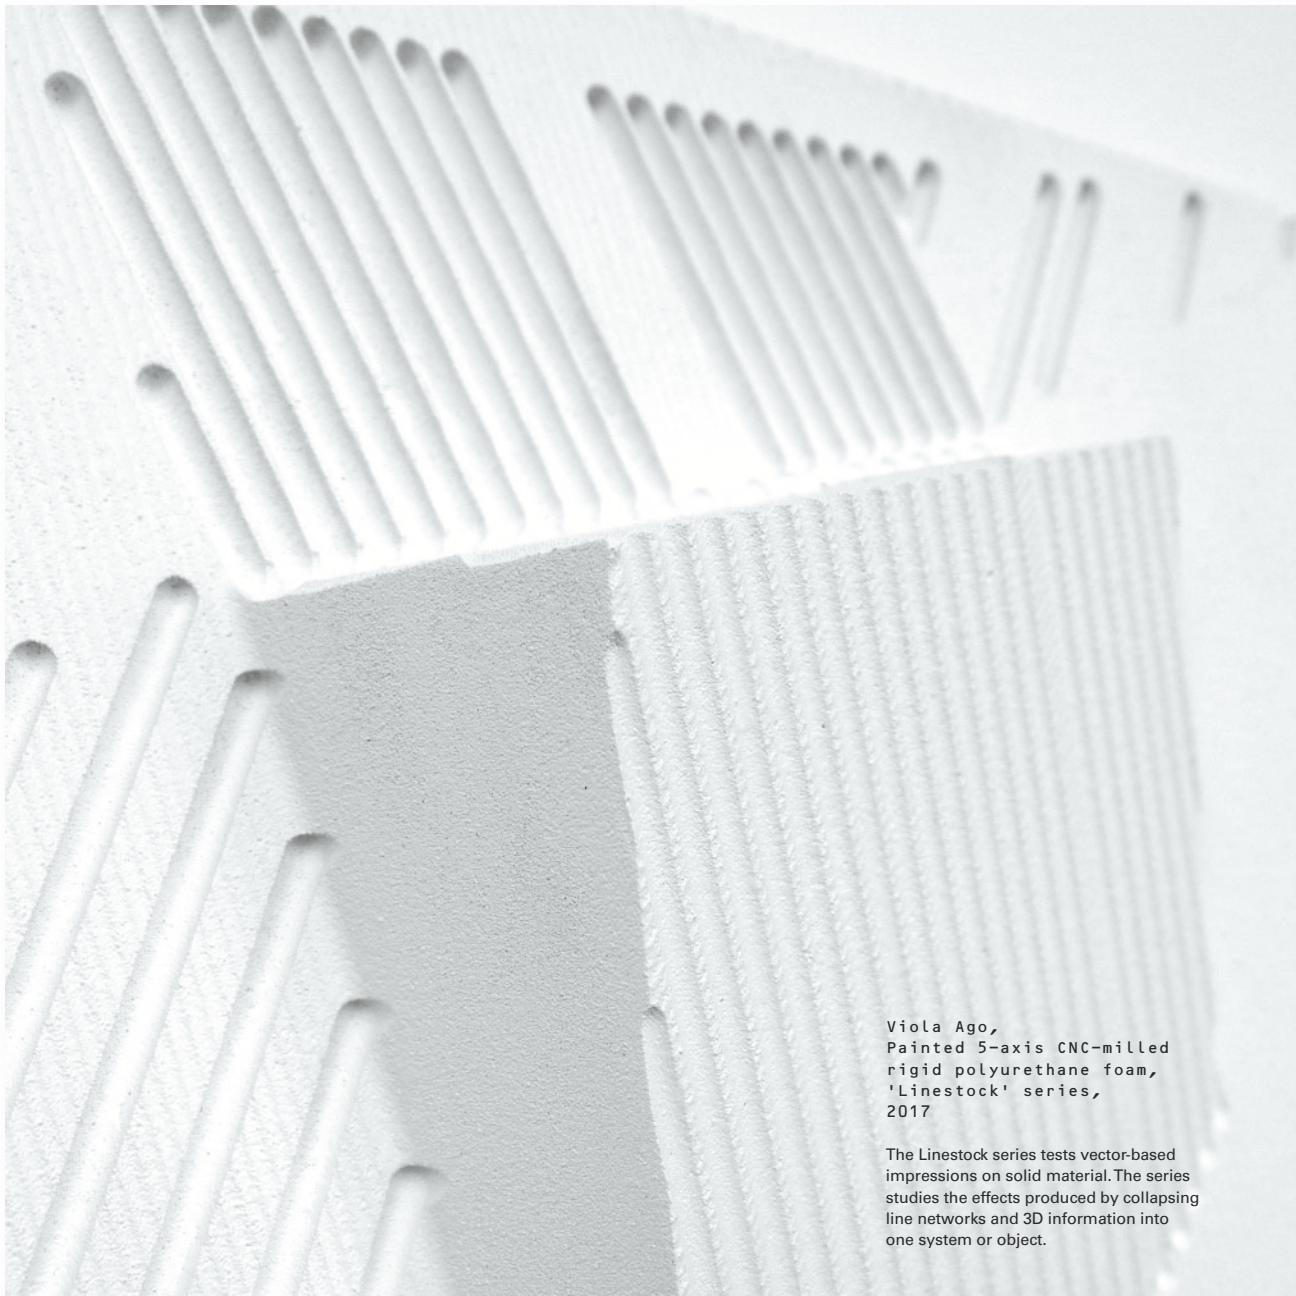 Viola Ago,
Painted 5-axis CNC-milled
rigid polyurethane foam,
'Linestock' series,
2017
The Linestock series tests vector-based
impressions on solid material. The series
studies the effects produced by collapsing
line networks and 3D information into
one system or object.